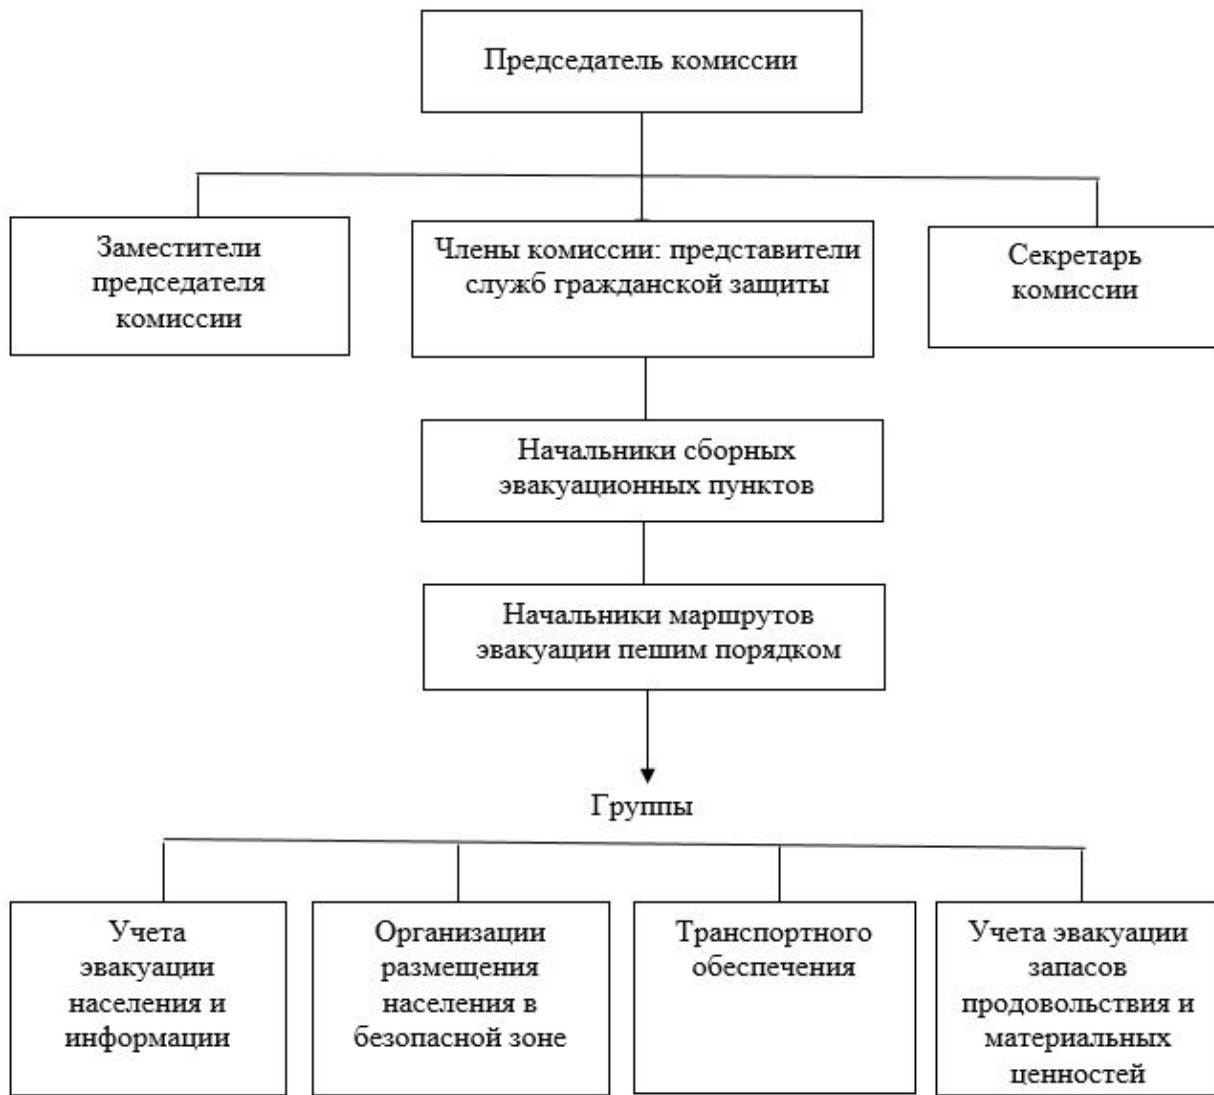 Председатель комиссии
Заместители
председателя
комиссии
Члены комиссии: представители
служб гражданской защиты
Секретарь
комиссии
Начальники сборных
эвакуационных пунктов
Начальники маршрутов
эвакуации пешим порядком
Группы
Учета
эвакуации
населения и
информации
Организации
размещения
населения в
безопасной зоне
Транспортного
обеспечения
Учета эвакуации
запасов
продовольствия и
материальных
ценностей